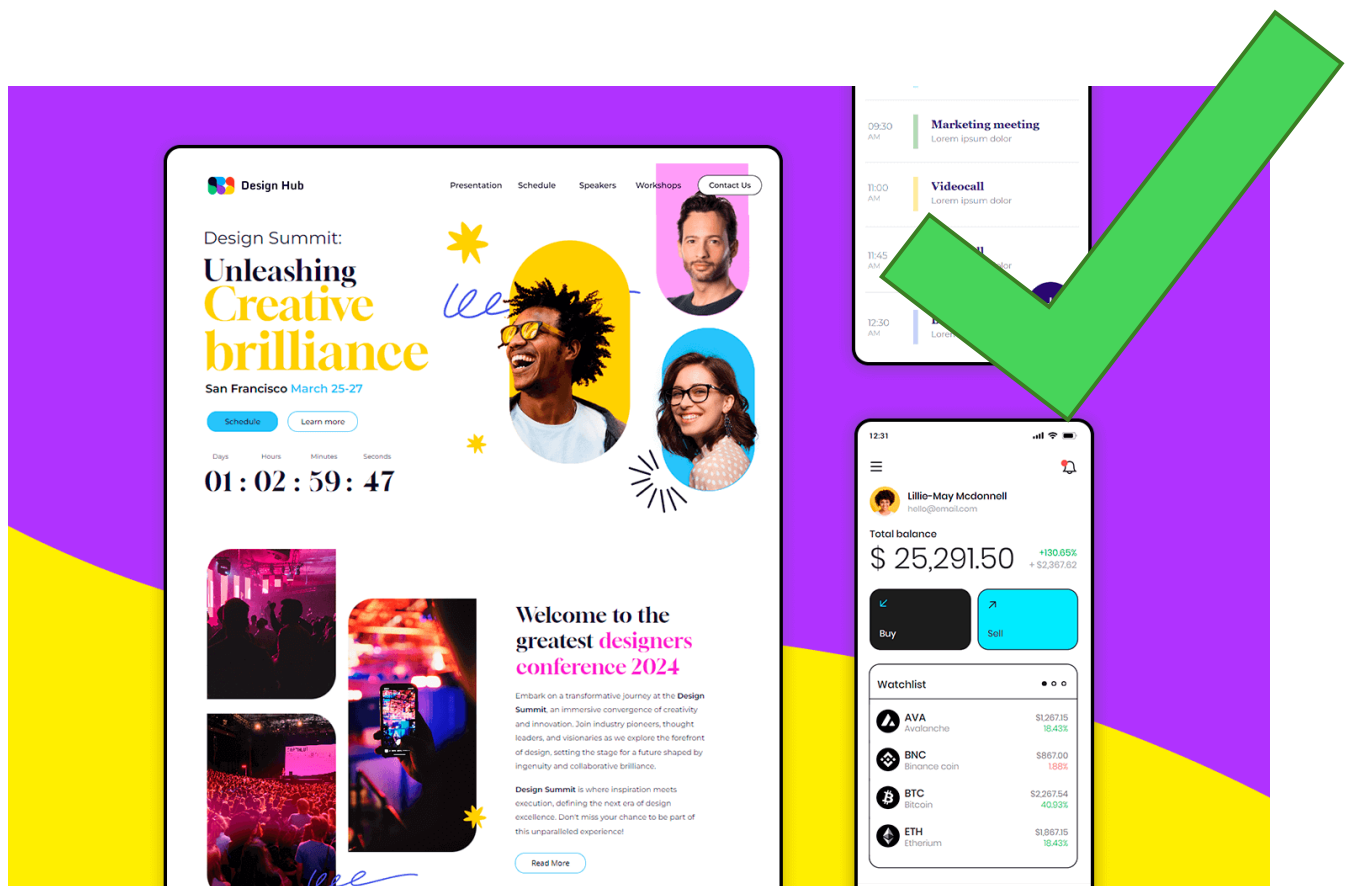 Design Hub
Presentation Schedule Speakers Workshops Contact Us
Design Summit:
Unleashing
Creative
brilliance
San Francisco March 25-27
Schedule Learn more
Days Hours Minutes Seconds
01 : 02 : 59 : 47
Welcome to the
greatest designers
conference 2024
Embark on a transformative journey at the Design
Summit, an immersive convergence of creativity
and innovation. Join industry pioneers, thought
leaders, and visionaries as we explore the forefront
of design, setting the stage for a future shaped by
ingenuity and collaborative brilliance.
Design Summit is where inspiration meets
execution, defining the next era of design
excellence. Don't miss your chance to be part of
this unparalleled experience!
Read More
09:30 Marketing meeting
AM Lorem ipsum dolor
11:00 Videocall
AM Lorem ipsum dolor
11:45
AM
12:30
AM
12:31
Lillie-May Mcdonnell
hello@email.com
Total balance
$ 25,291.50 +130.65%
+ $2,367.62
Buy Sell
Watchlist
AVA $1,267.15
Avalanche 18.43%
BNC $867.00
Binance coin 1.88%
BTC $2,267.54
Bitcoin 40.93%
ETH $1,867.15
Etherium 18.43%